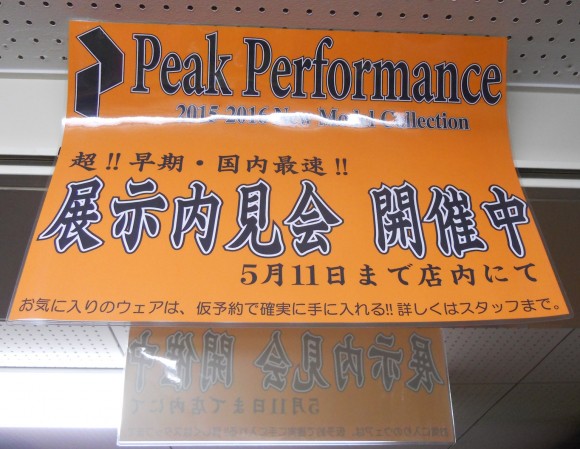 Peak Performance
2015-2016 New Model Collection
超!!早期・国内最速!!
展示内見会 開催中
5月11日まで店内にて
お気に入りのウェアは、仮予約で確実に手に入れる!!詳しくはスタッフまで。